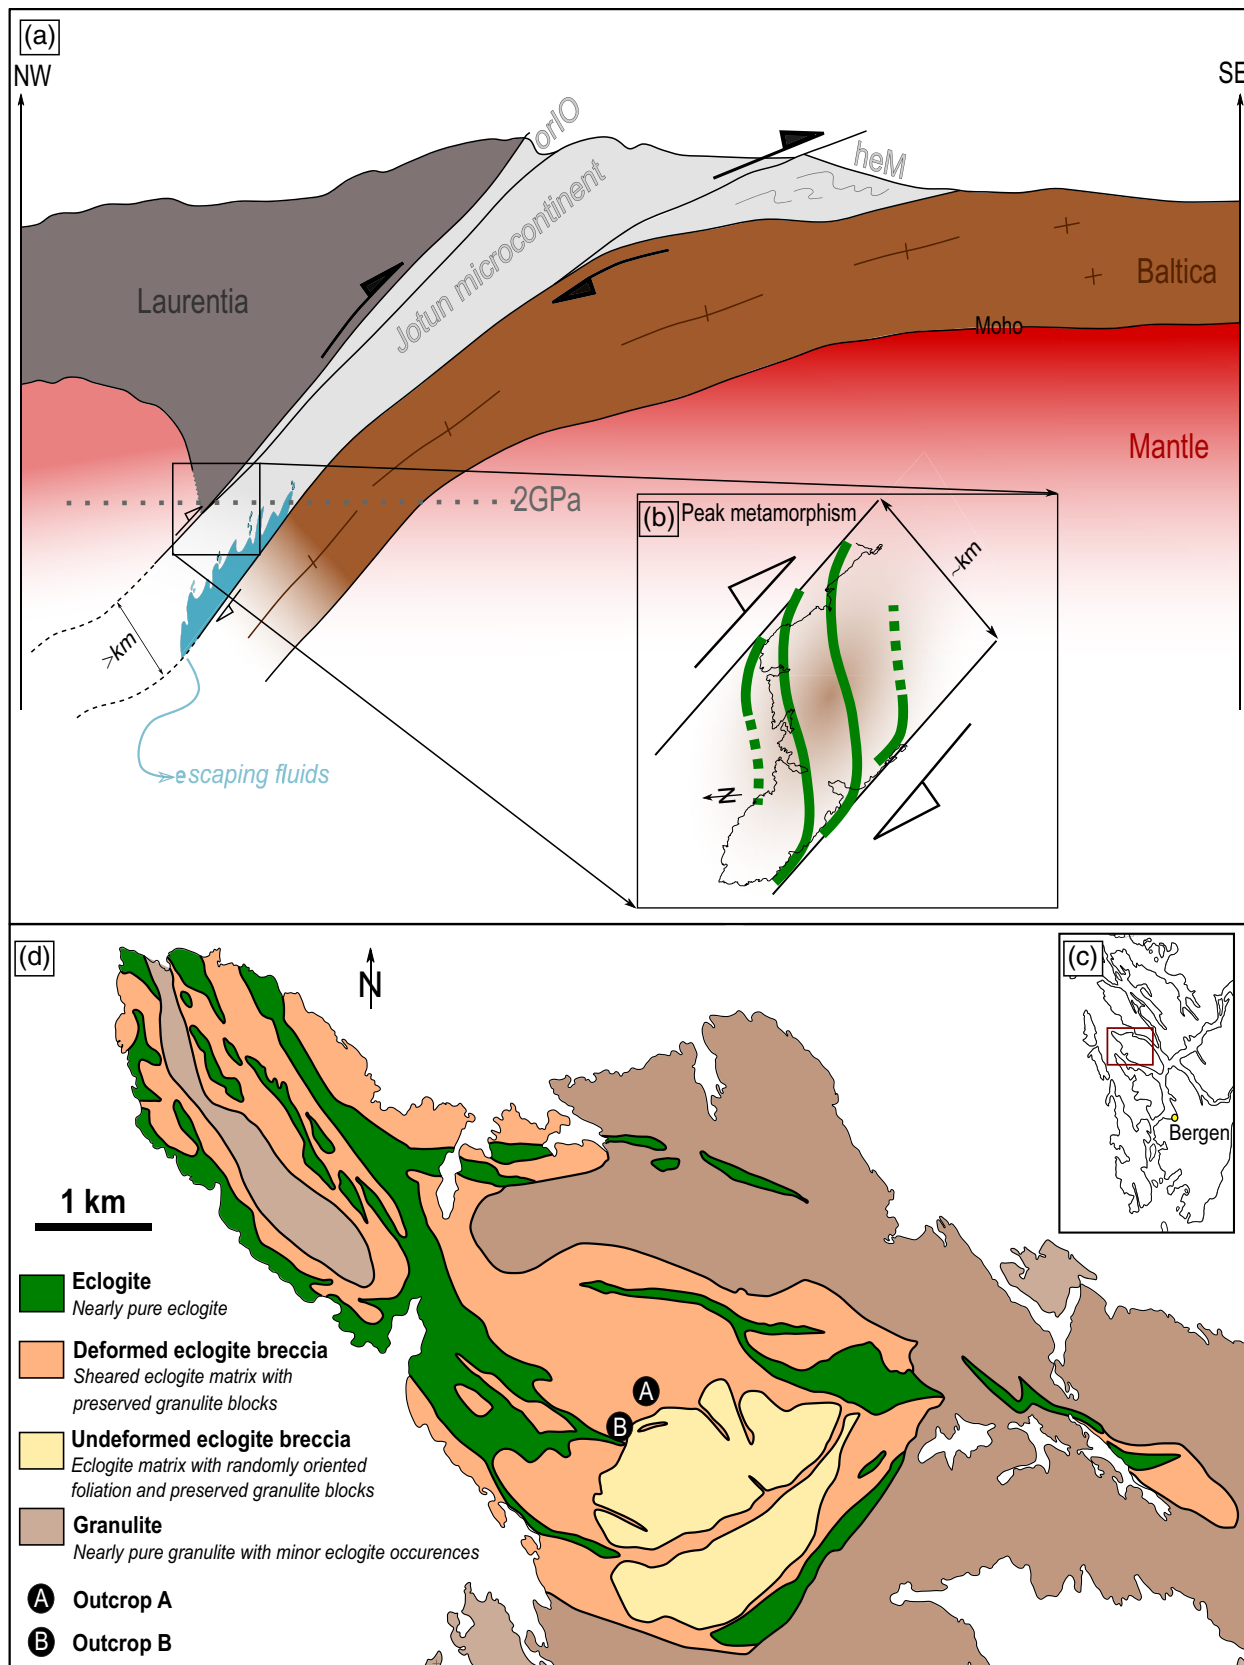 (a)
NW
SE
orIO
heM
Jotun microcontinent
Laurentia
Baltica
Moho
Mantle
2GPa
>km
escaping fluids
(b)
Peak metamorphism
~km
N
(d)
N
(c)
Bergen
1 km
Eclogite
Nearly pure eclogite
Deformed eclogite breccia
Sheared eclogite matrix with
preserved granulite blocks
Undeformed eclogite breccia
Eclogite matrix with randomly oriented
foliation and preserved granulite blocks
Granulite
Nearly pure granulite with minor eclogite occurences
A Outcrop A
B Outcrop B
A
B